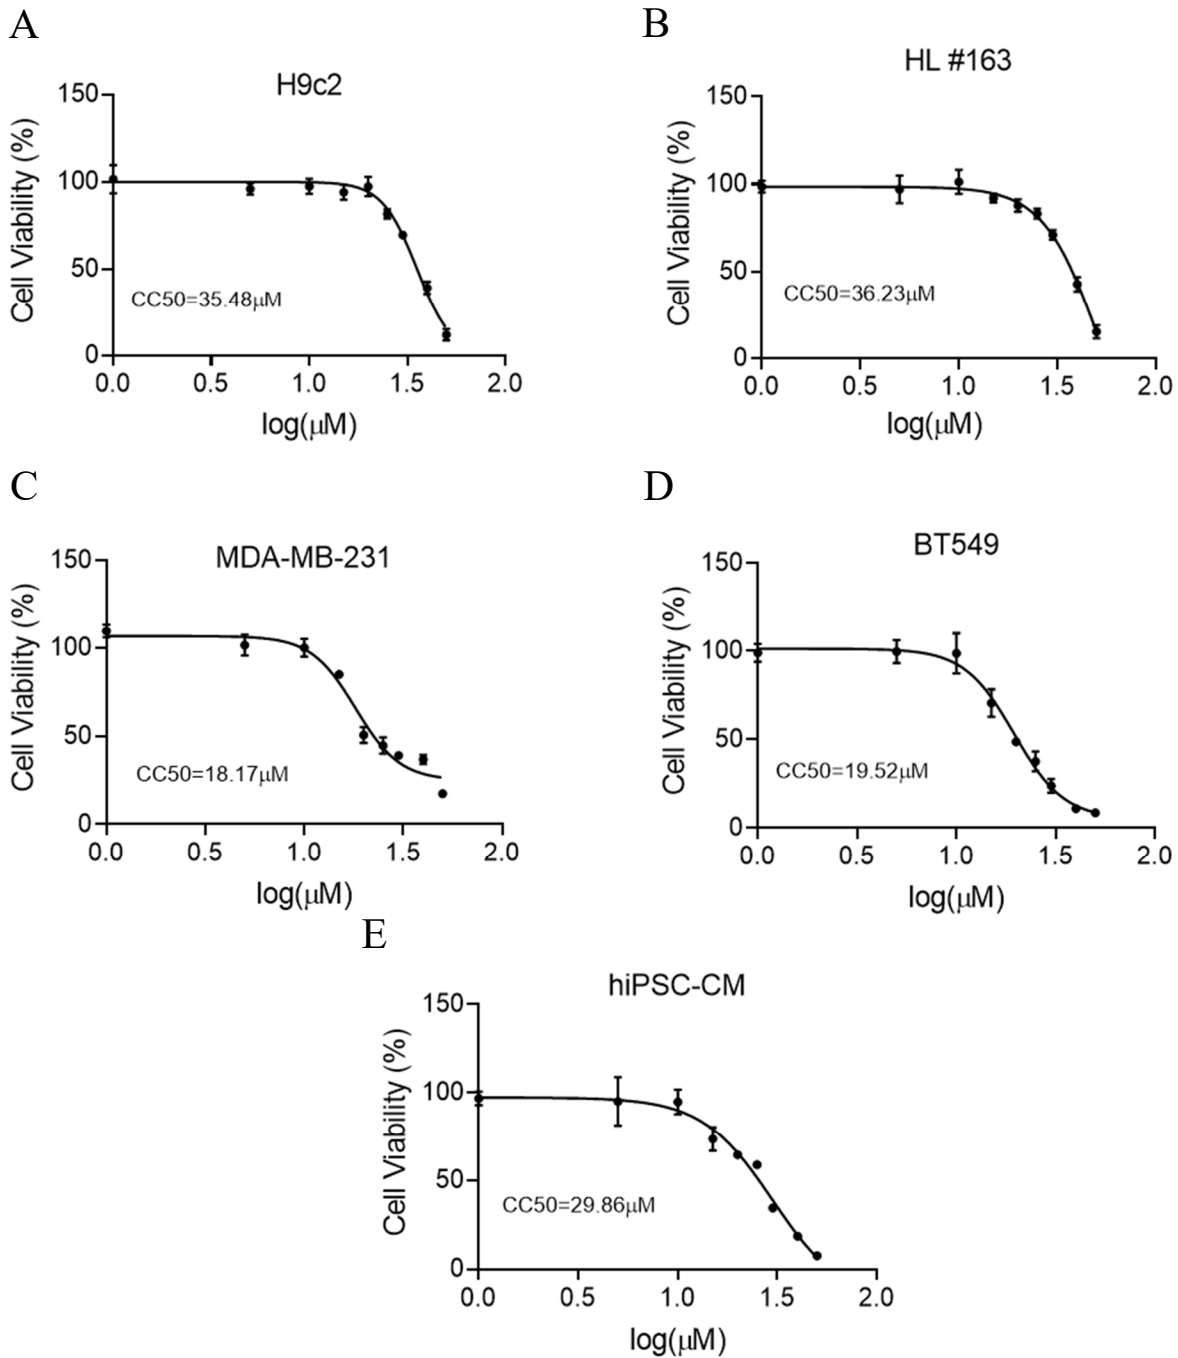 A
H9c2
150
100
50
0
Cell Viability (%)
CC50=35.48μM
0.0 0.5 1.0 1.5 2.0
log(μM)
B
HL #163
150
100
50
0
Cell Viability (%)
CC50=36.23μM
0.0 0.5 1.0 1.5 2.0
log(μM)
C
MDA-MB-231
150
100
50
0
Cell Viability (%)
CC50=18.17μM
0.0 0.5 1.0 1.5 2.0
log(μM)
D
BT549
150
100
50
0
Cell Viability (%)
CC50=19.52μM
0.0 0.5 1.0 1.5 2.0
log(μM)
E
hiPSC-CM
150
100
50
0
Cell Viability (%)
CC50=29.86μM
0.0 0.5 1.0 1.5 2.0
log(μM)